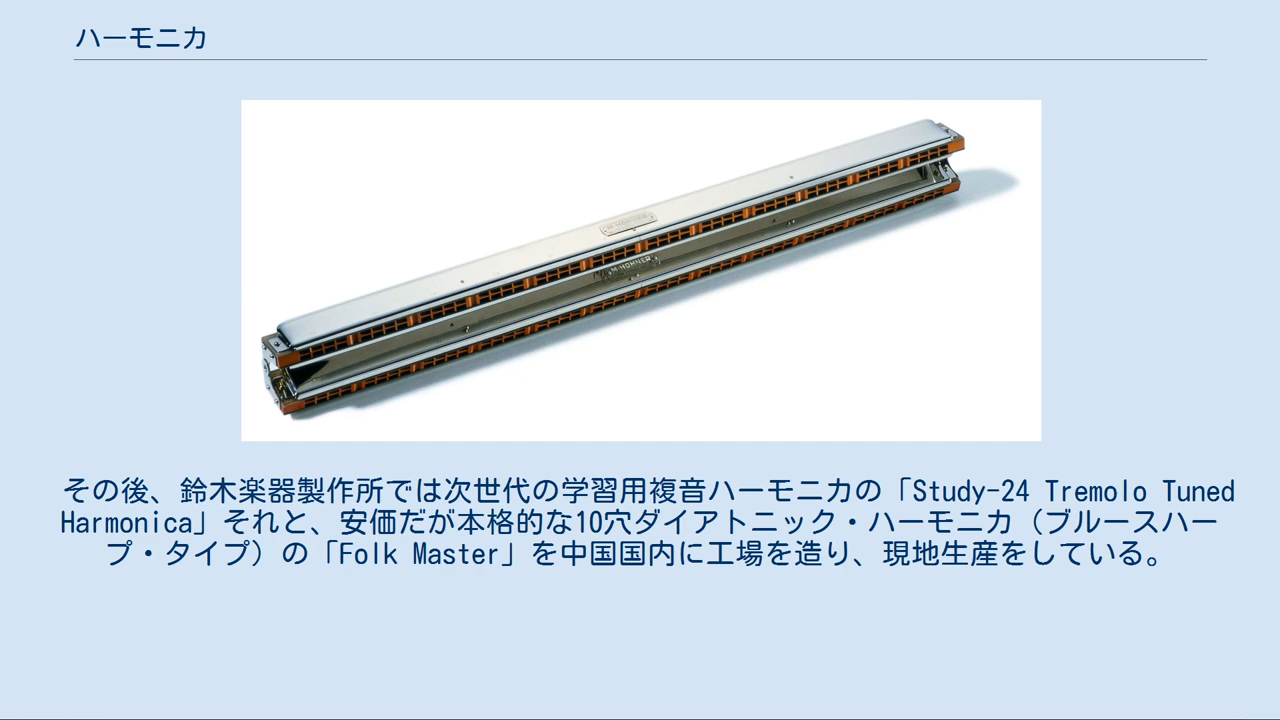 ハーモニカ
M·HOHNER
その後、鈴木楽器製作所では次世代の学習用複音ハーモニカの「Study-24 Tremolo Tuned
Harmonica」それと、安価だが本格的な10穴ダイアトニック・ハーモニカ（ブルースハー
プ・タイプ）の「Folk Master」を中国国内に工場を造り、現地生産をしている。